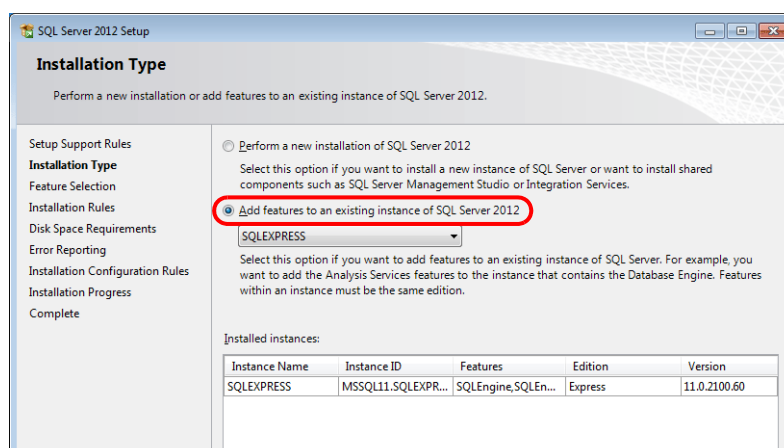 SQL Server 2012 Setup
Installation Type
Perform a new installation or add features to an existing instance of SQL Server 2012.
Setup Support Rules
Installation Type
Feature Selection
Installation Rules
Disk Space Requirements
Error Reporting
Installation Configuration Rules
Installation Progress
Complete
Perform a new installation of SQL Server 2012
Select this option if you want to install a new instance of SQL Server or want to install shared
components such as SQL Server Management Studio or Integration Services.
Add features to an existing instance of SQL Server 2012
SQLEXPRESS
Select this option if you want to add features to an existing instance of SQL Server. For example, you
want to add the Analysis Services features to the instance that contains the Database Engine. Features
within an instance must be the same edition.
Installed instances:
Instance Name Instance ID Features Edition Version
SQLEXPRESS MSSQL11.SQLEXPR... SQLEngine,SQLEn... Express 11.0.2100.60